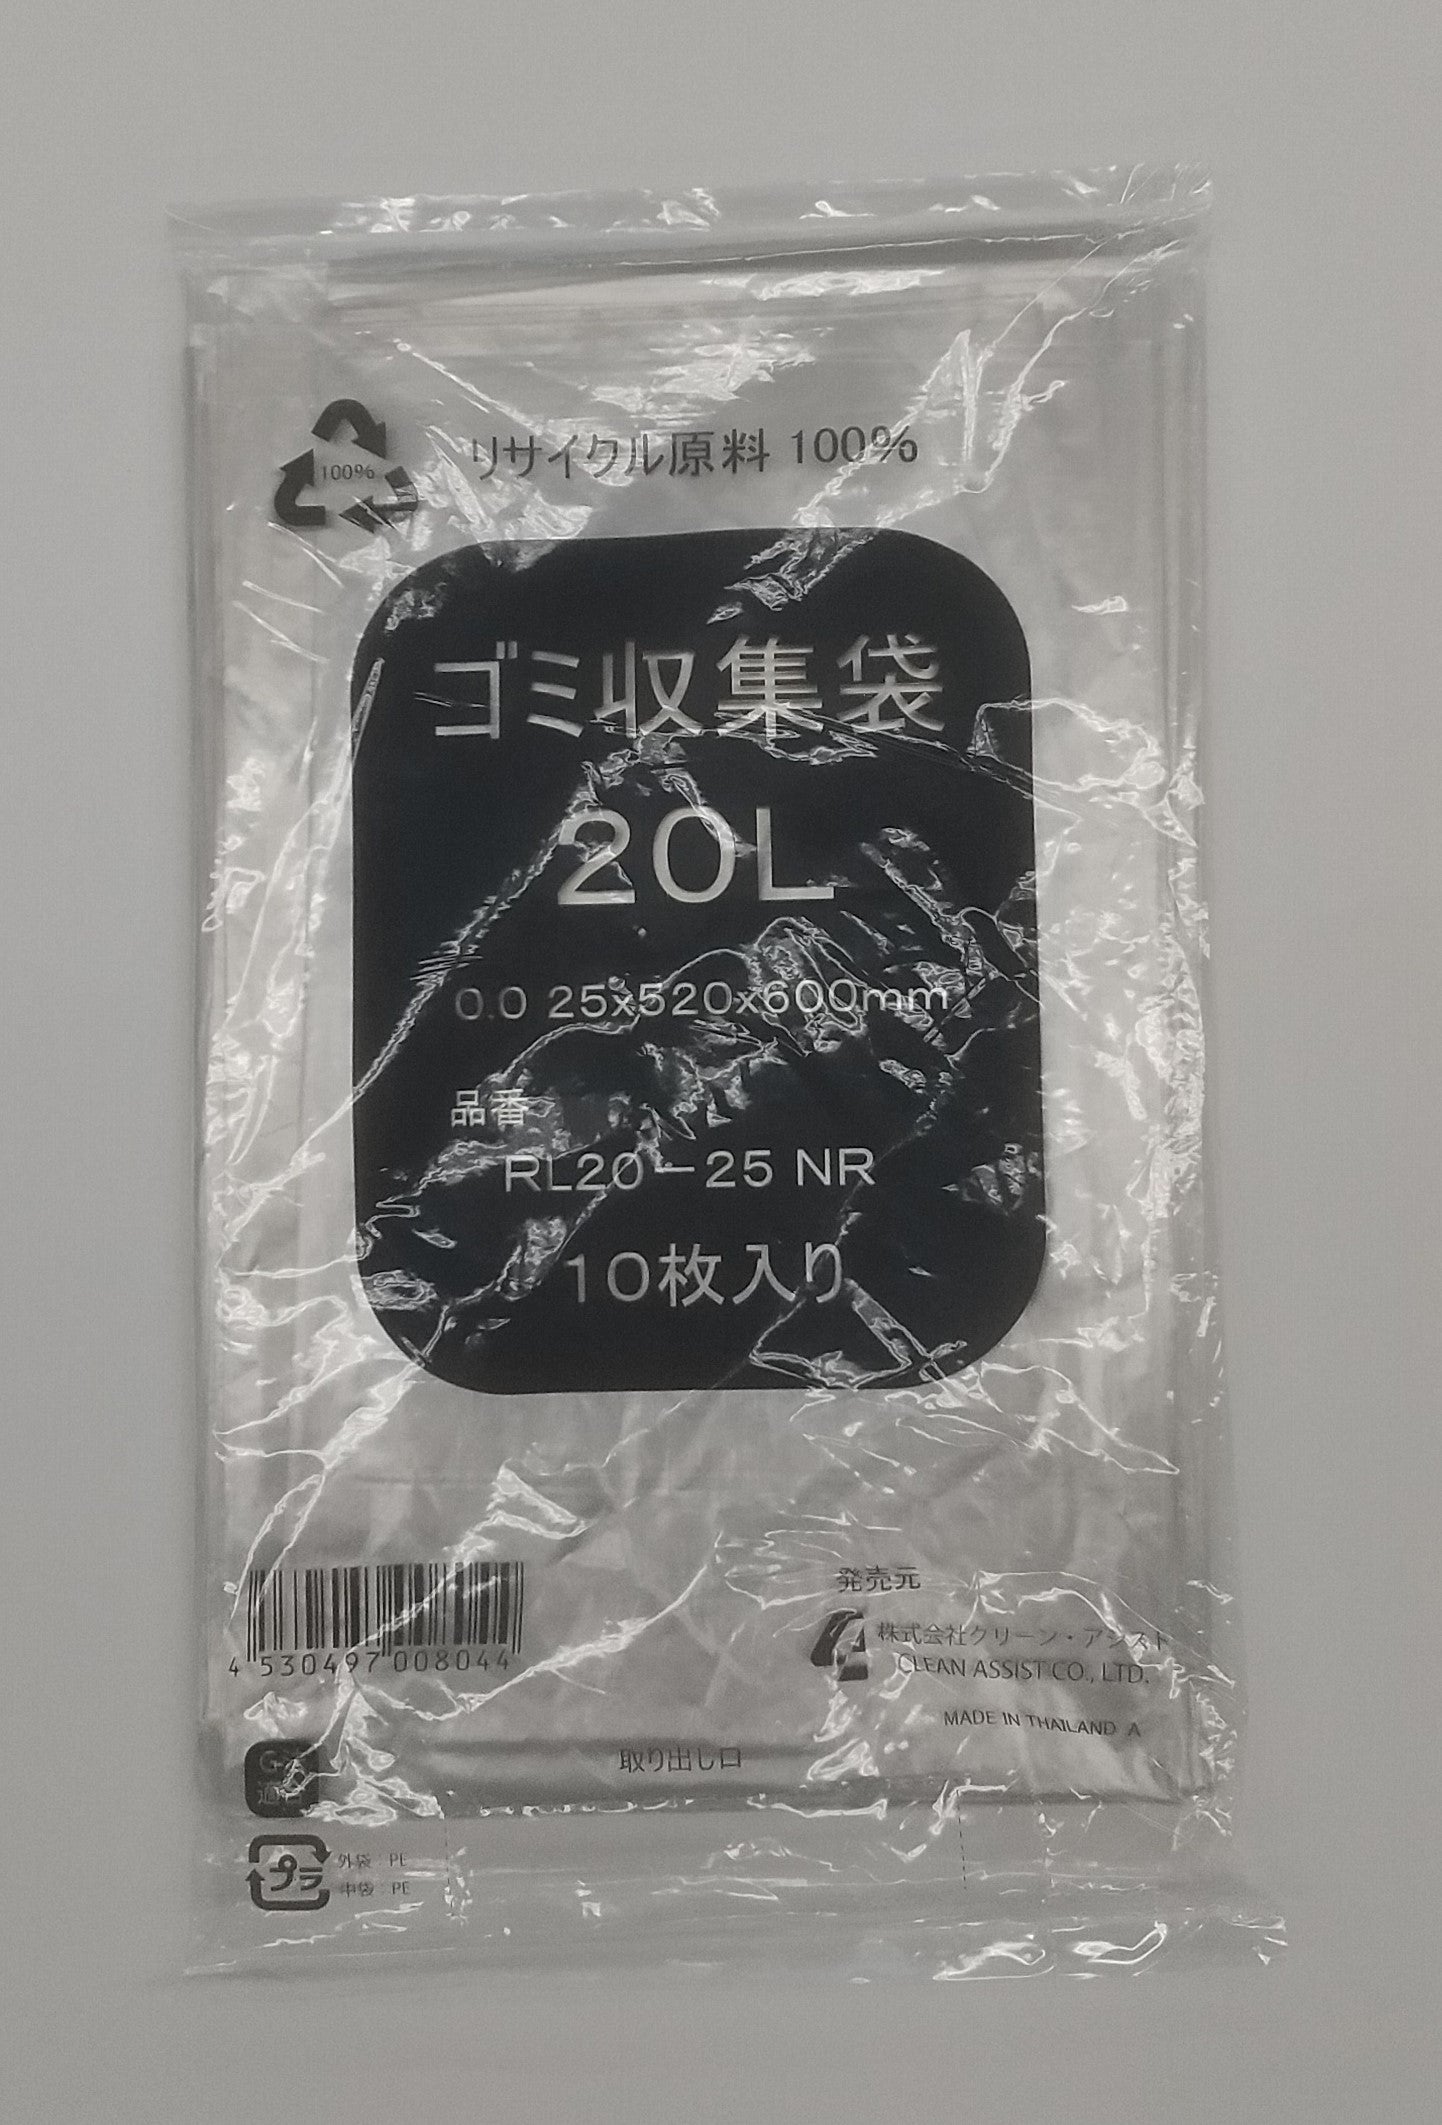 100%
リサイクル原料 100%
ゴミ収集袋
20L
0.0 25x520x600mm
品番
RL20-25 NR
10枚入り
4 530497 008044
発売元
株式会社クリーン・アシスト
CLEAN ASSIST CO., LTD.
MADE IN THAILAND A
取り出し口
プラ
外袋：PE
中袋：PE